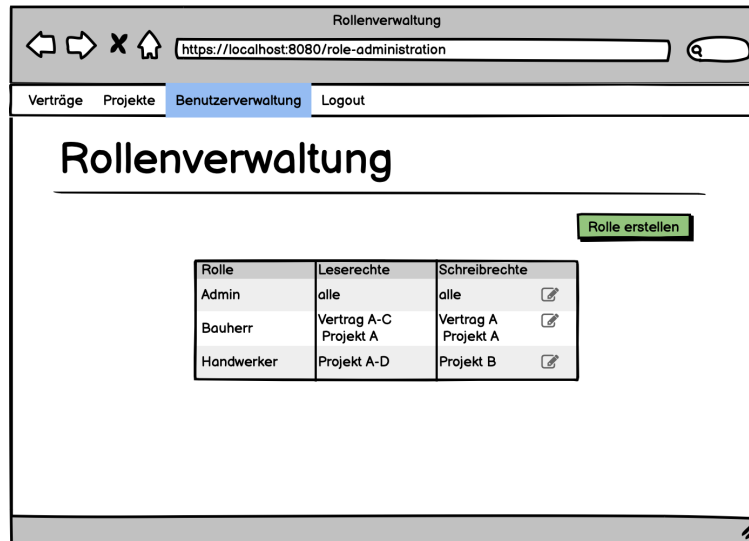 Rollenverwaltung
https://localhost:8080/role-administration
Verträge Projekte Benutzerverwaltung Logout
Rollenverwaltung
Rolle erstellen
Rolle Leserechte Schreibrechte
Admin alle alle
Bauherr Vertrag A-C Vertrag A
Projekt A Projekt A
Handwerker Projekt A-D Projekt B